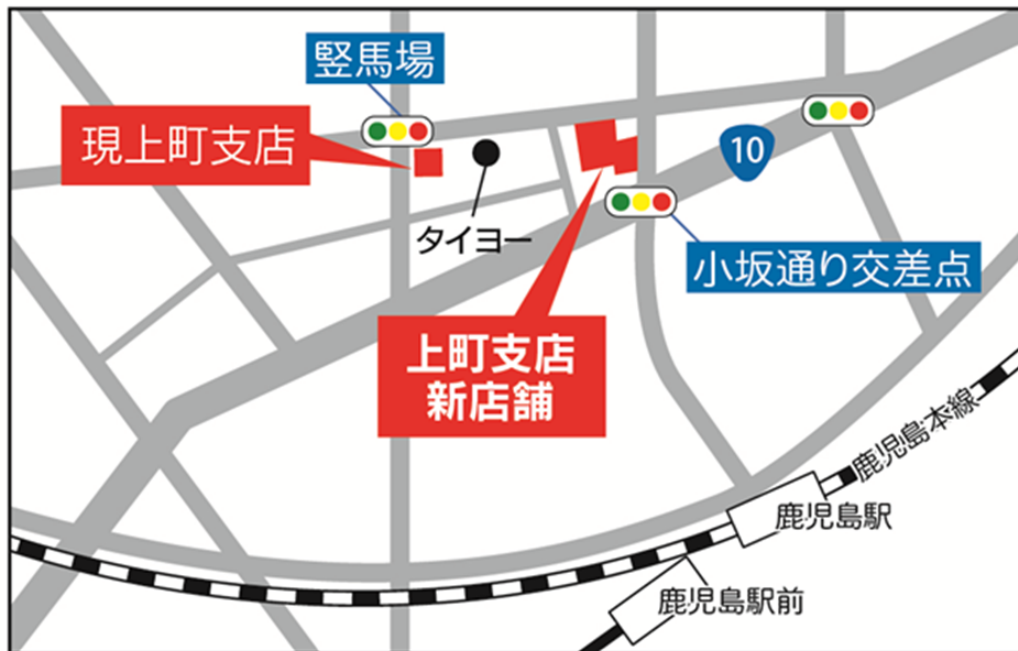 竪馬場
現上町支店
10
タイヨー
小坂通り交差点
上町支店
新店舗
鹿児島本線
鹿児島駅
鹿児島駅前